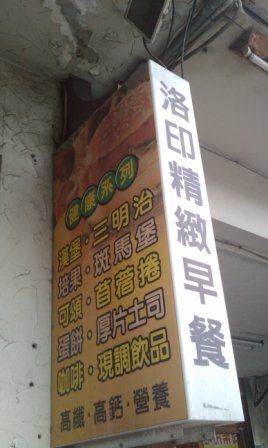 洛印精緻早餐
健康系列
漢堡·三明治
焙果·斑馬堡
可頌·苜蓿捲
蛋餅·厚片土司
咖啡·現調飲品
高纖·高鈣·營養